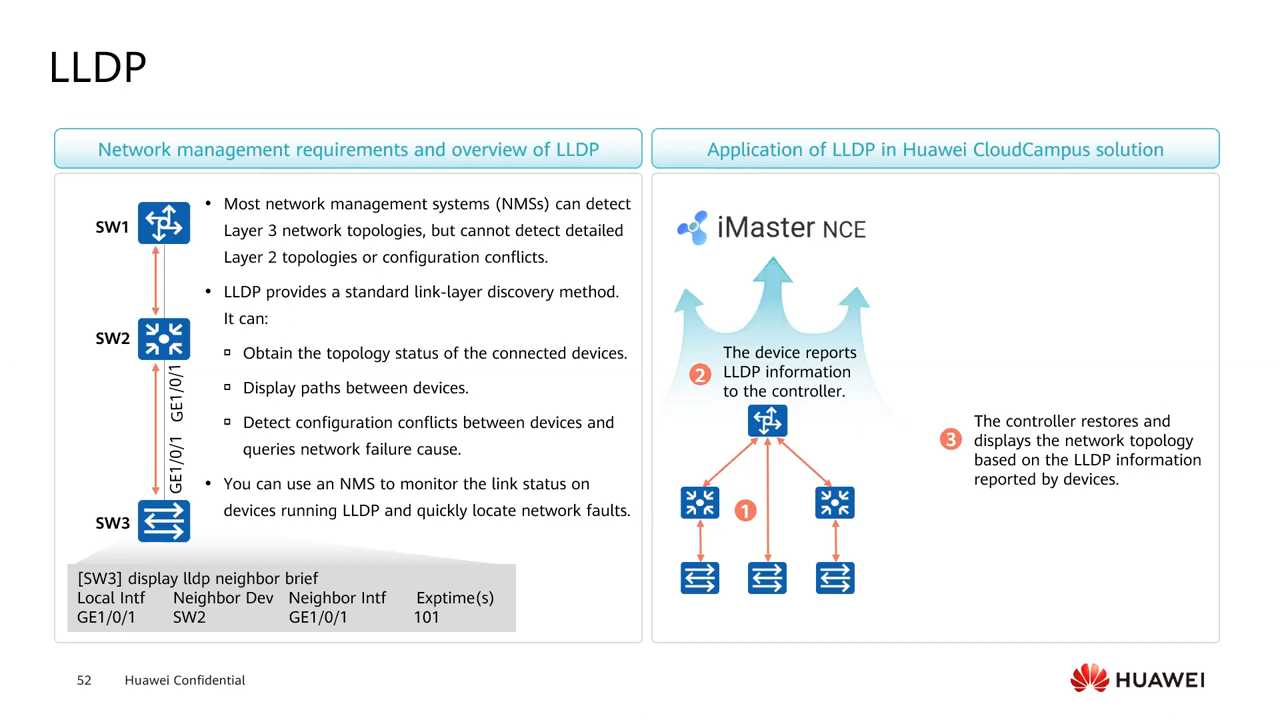 LLDP
Network management requirements and overview of LLDP
SW1
SW2
GE1/0/1
GE1/0/1
SW3
• Most network management systems (NMSs) can detect
Layer 3 network topologies, but cannot detect detailed
Layer 2 topologies or configuration conflicts.
• LLDP provides a standard link-layer discovery method.
It can:
▫ Obtain the topology status of the connected devices.
▫ Display paths between devices.
▫ Detect configuration conflicts between devices and
queries network failure cause.
• You can use an NMS to monitor the link status on
devices running LLDP and quickly locate network faults.
[SW3] display lldp neighbor brief
Local Intf Neighbor Dev Neighbor Intf Exptime(s)
GE1/0/1 SW2 GE1/0/1 101
Application of LLDP in Huawei CloudCampus solution
iMaster NCE
2
The device reports
LLDP information
to the controller.
1
3
The controller restores and
displays the network topology
based on the LLDP information
reported by devices.
52 Huawei Confidential
HUAWEI